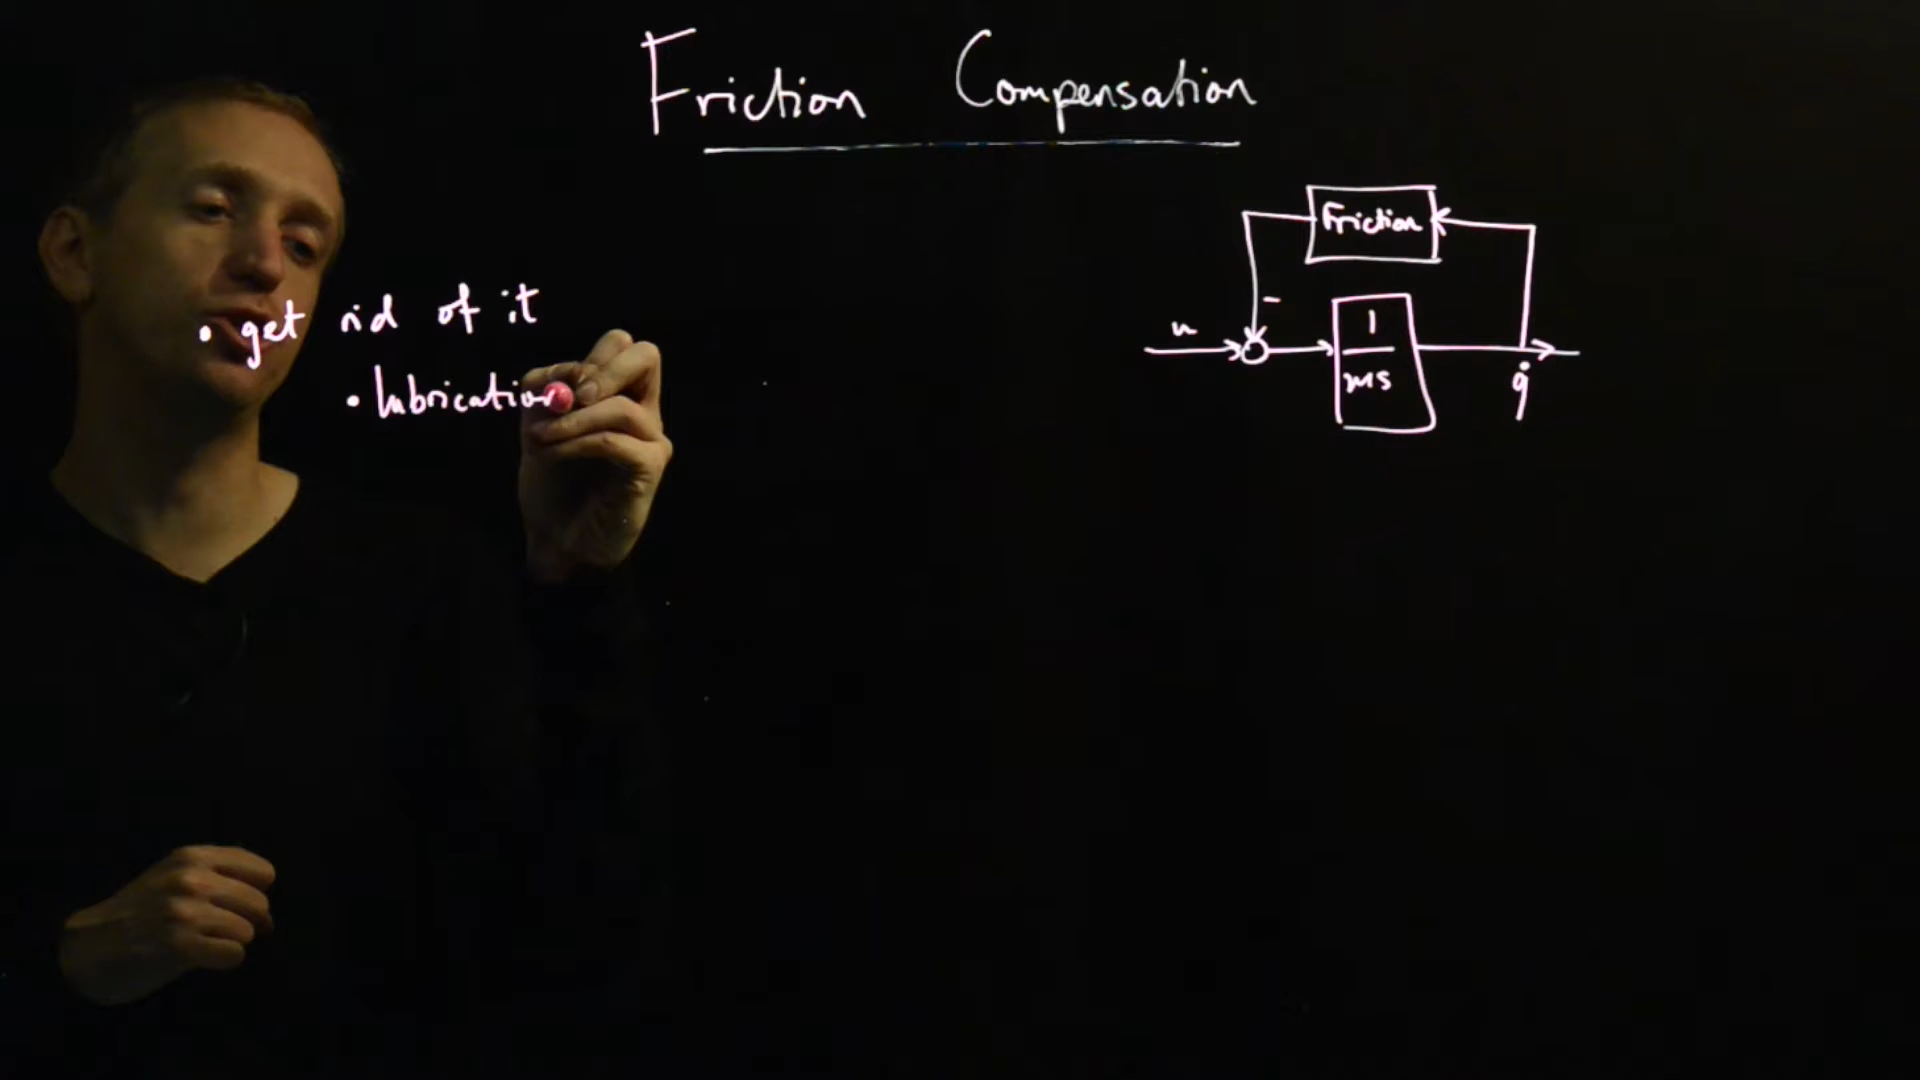 Friction Compensation
• get rid of it
• lubrication
Friction
-
u
1
ms
q̇